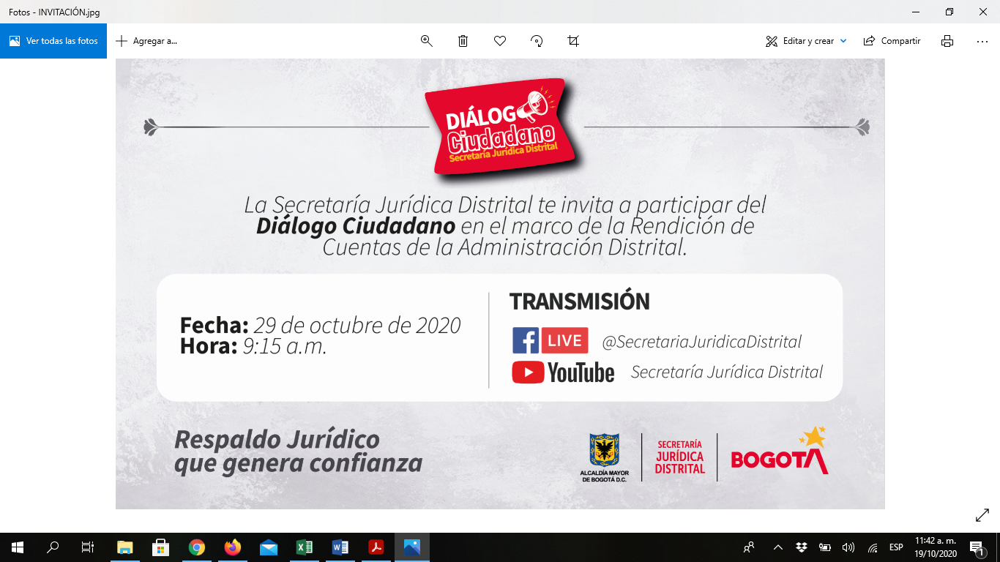 Fotos - INVITACIÓN.jpg
Ver todas las fotos
Agregar a...
Editar y crear
Compartir
DIÁLOGO
Ciudadano
Secretaría Jurídica Distrital
La Secretaría Jurídica Distrital te invita a participar del
Diálogo Ciudadano en el marco de la Rendición de
Cuentas de la Administración Distrital.
Fecha: 29 de octubre de 2020
Hora: 9:15 a.m.
TRANSMISIÓN
f LIVE @SecretariaJuridicaDistrital
YouTube Secretaría Jurídica Distrital
Respaldo Jurídico
que genera confianza
ALCALDÍA MAYOR
DE BOGOTÁ D.C.
SECRETARÍA
JURÍDICA
DISTRITAL
BOGOTÁ
ESP
11:42 a. m.
19/10/2020
1